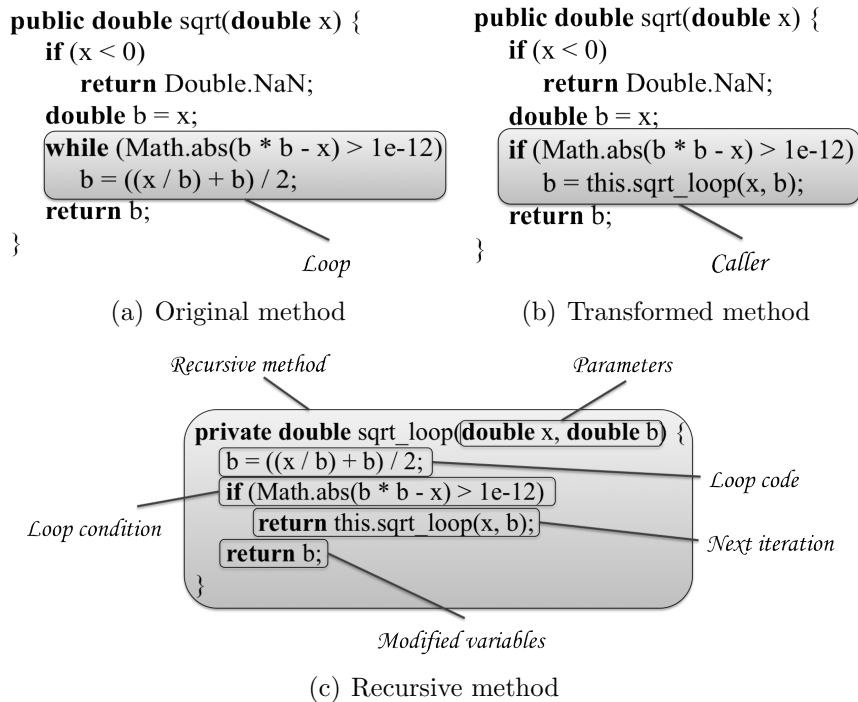 public double sqrt(double x) {
if (x < 0)
return Double.NaN;
double b = x;
while (Math.abs(b * b - x) > 1e-12)
b = ((x / b) + b) / 2;
return b;
}
Loop
(a) Original method
public double sqrt(double x) {
if (x < 0)
return Double.NaN;
double b = x;
if (Math.abs(b * b - x) > 1e-12)
b = this.sqrt_loop(x, b);
return b;
}
Caller
(b) Transformed method
Recursive method
Parameters
private double sqrt_loop(double x, double b) {
b = ((x / b) + b) / 2;
Loop code
if (Math.abs(b * b - x) > 1e-12)
Loop condition
return this.sqrt_loop(x, b);
Next iteration
return b;
}
Modified variables
(c) Recursive method